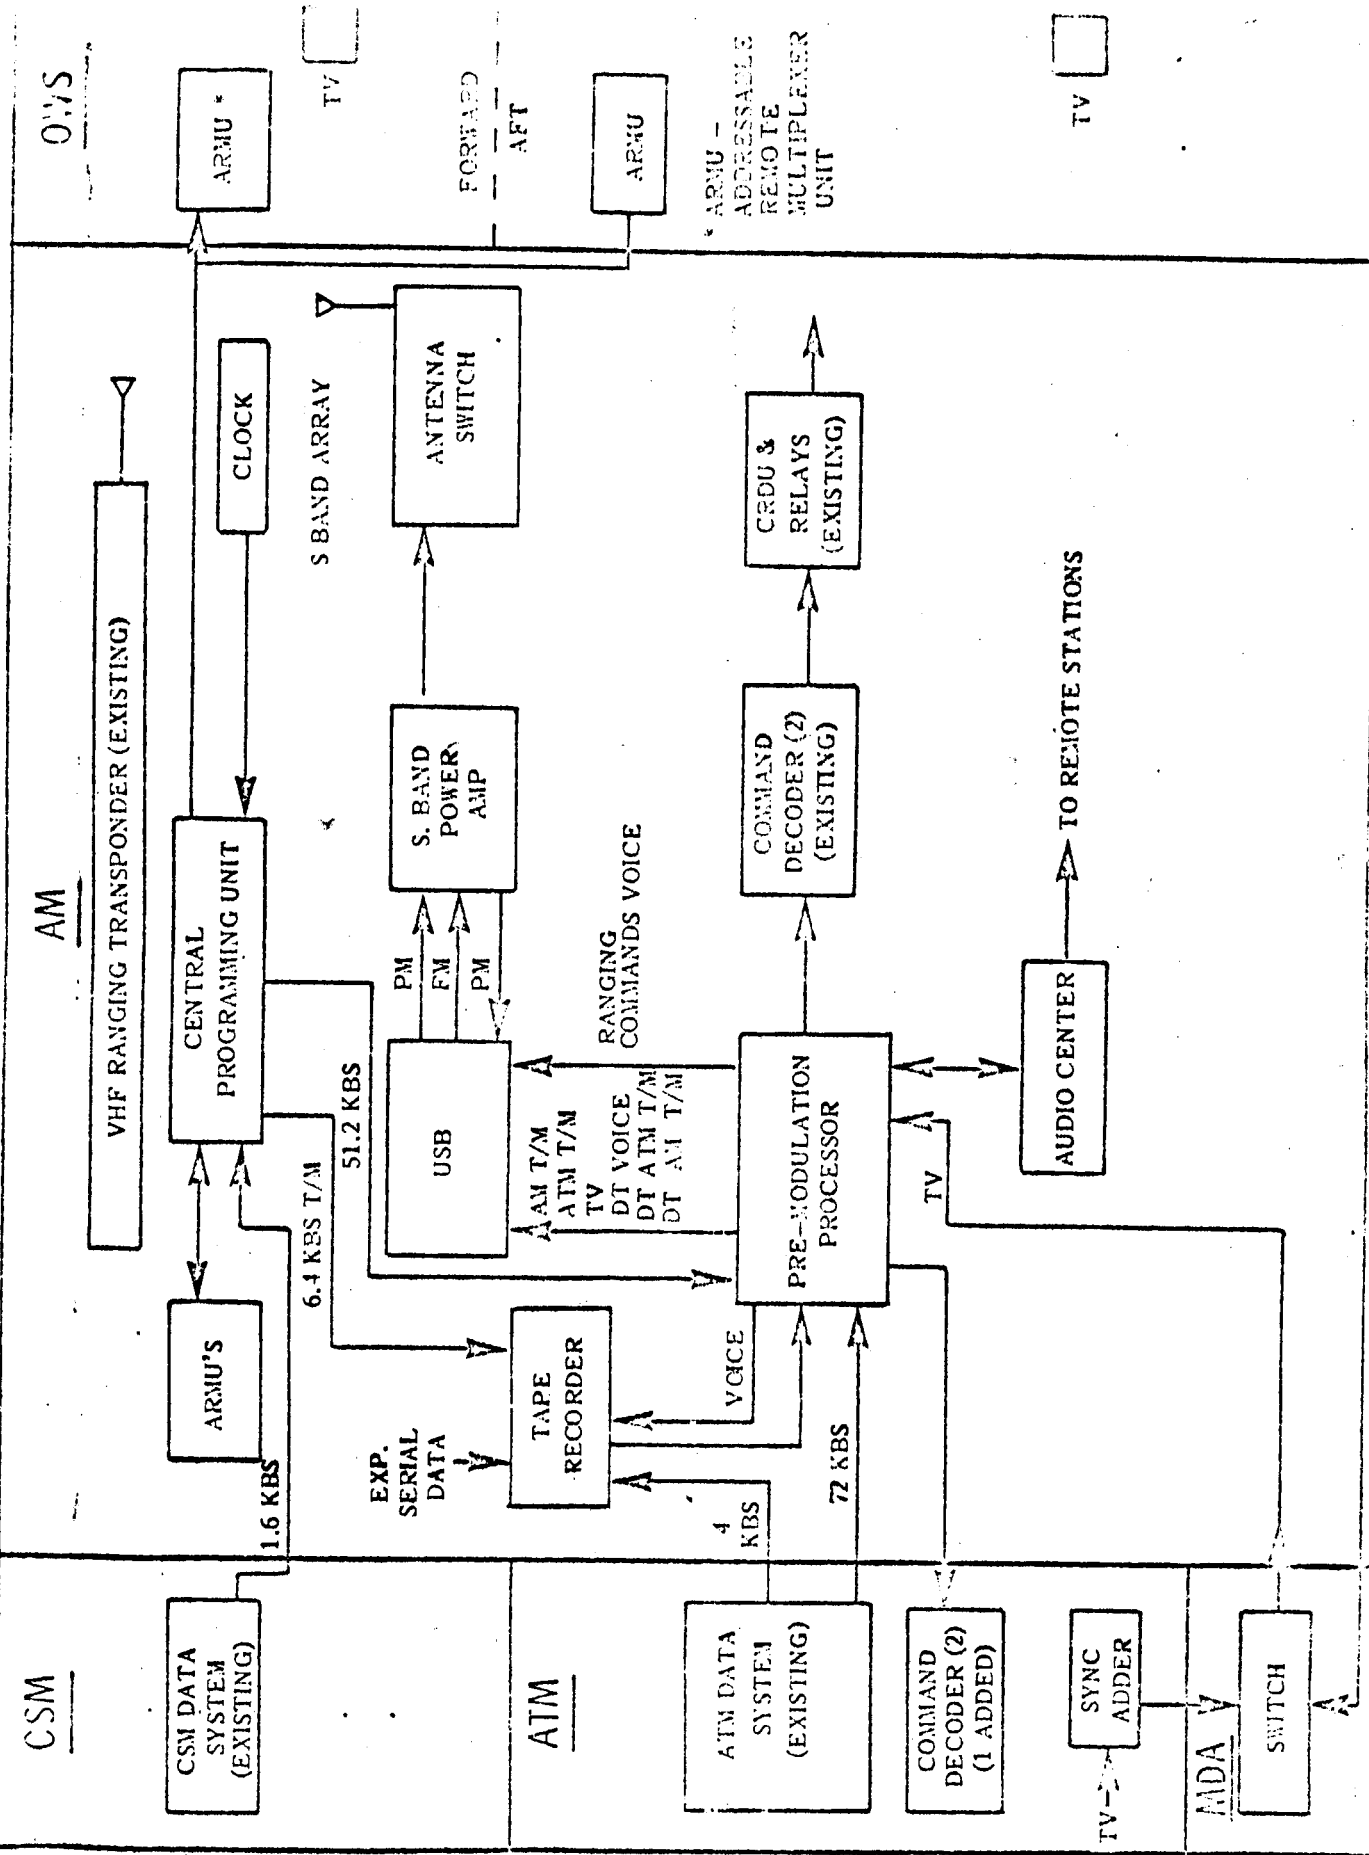 CSM
CSM DATA
SYSTEM
(EXISTING)
1.6 KBS
ATM
ATM DATA
SYSTEM
(EXISTING)
4
KBS
72 KBS
COMMAND
DECODER (2)
(1 ADDED)
SYNC
ADDER
TV
MDA
SWITCH
AM
VHF RANGING TRANSPONDER (EXISTING)
ARMU'S
CENTRAL
PROGRAMMING UNIT
CLOCK
6.4 KBS T/M
51.2 KBS
EXP.
SERIAL
DATA
TAPE
RECORDER
VOICE
USB
PM
FM
PM
S. BAND
POWER
AMP
S BAND ARRAY
ANTENNA
SWITCH
AM T/M
ATM T/M
TV
DT VOICE
DT ATM T/M
DT AM T/M
RANGING
COMMANDS VOICE
PRE-MODULATION
PROCESSOR
COMMAND
DECODER (2)
(EXISTING)
CRDU &
RELAYS
(EXISTING)
TV
AUDIO CENTER
TO REMOTE STATIONS
OWS
ARMU *
TV
FORWARD
AFT
ARMU
* ARMU -
ADDRESSABLE
REMOTE
MULTIPLEXER
UNIT
TV